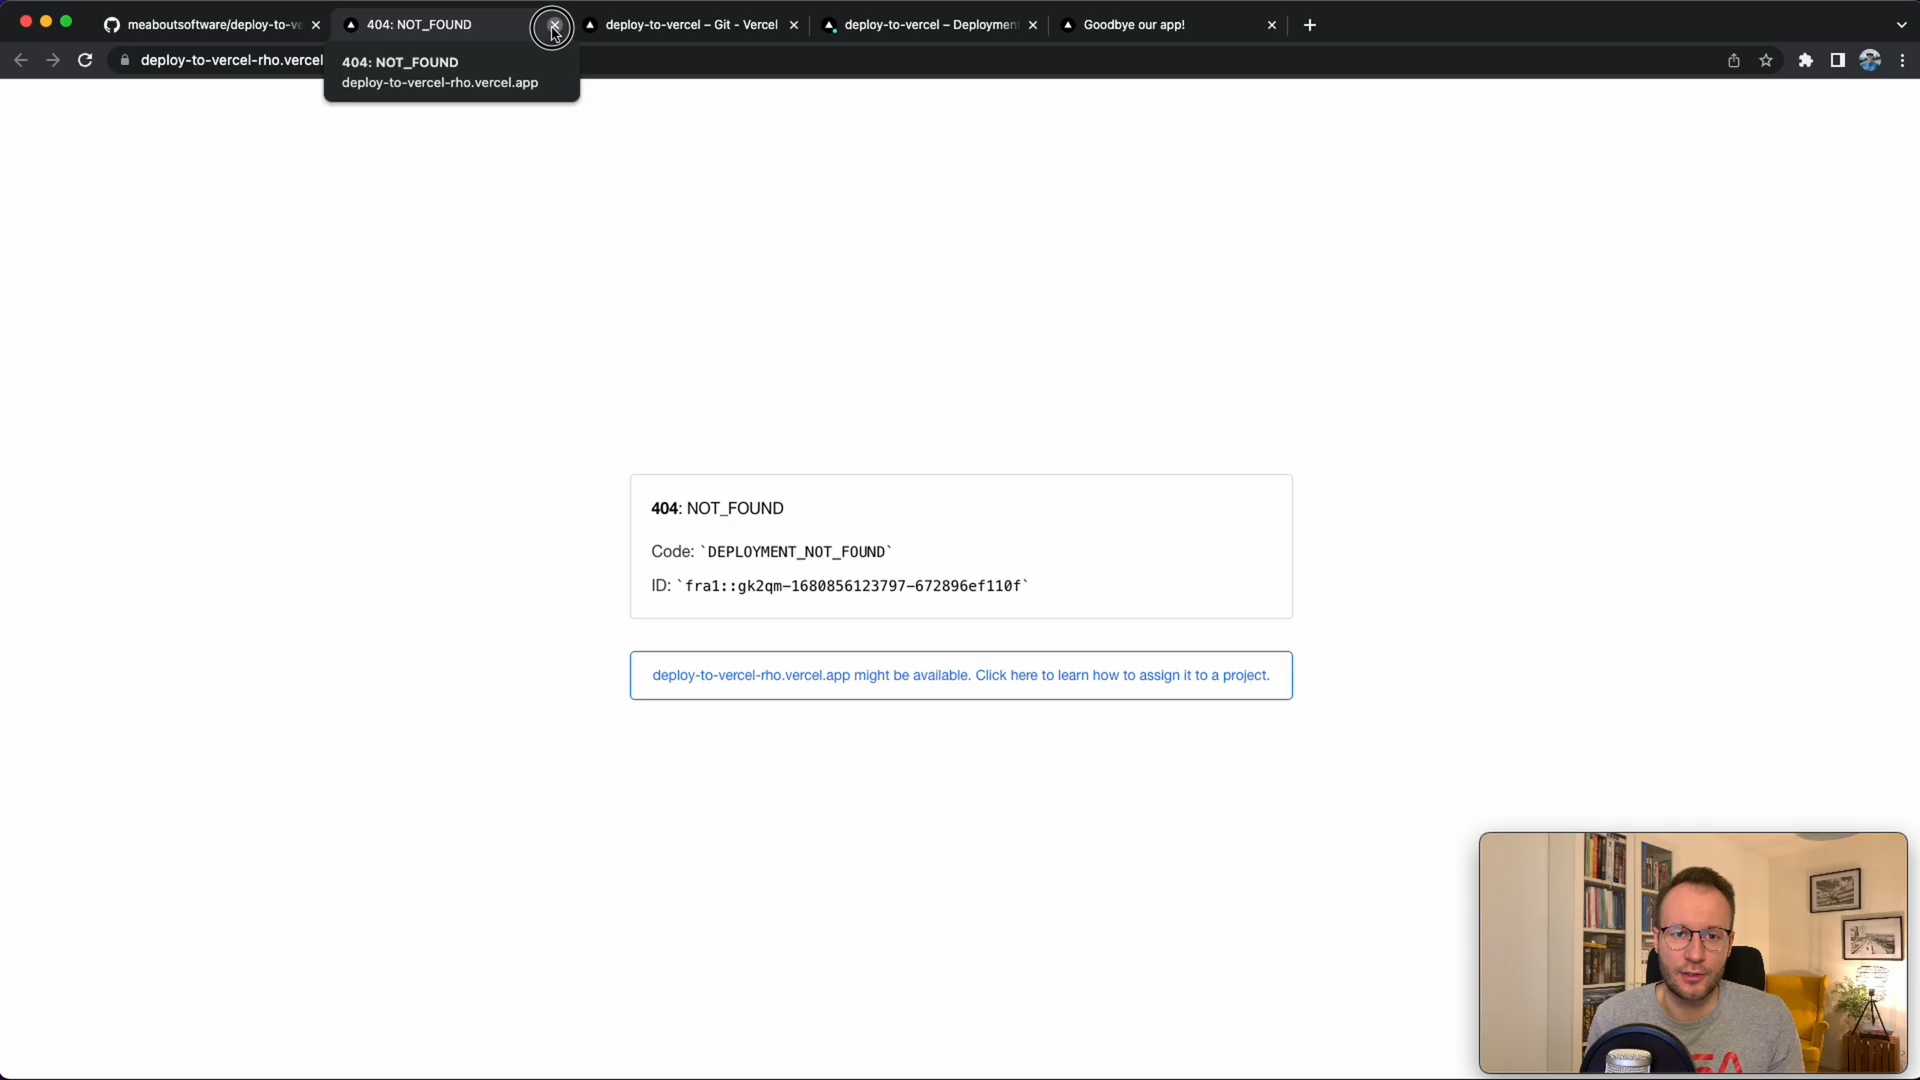 meaboutsoftware/deploy-to-ve
404: NOT_FOUND
deploy-to-vercel – Git - Vercel
deploy-to-vercel – Deploymen
Goodbye our app!
deploy-to-vercel-rho.vercel
404: NOT_FOUND
deploy-to-vercel-rho.vercel.app
404: NOT_FOUND
Code: `DEPLOYMENT_NOT_FOUND`
ID: `fra1::gk2qm-1680856123797-672896ef110f`
deploy-to-vercel-rho.vercel.app might be available. Click here to learn how to assign it to a project.